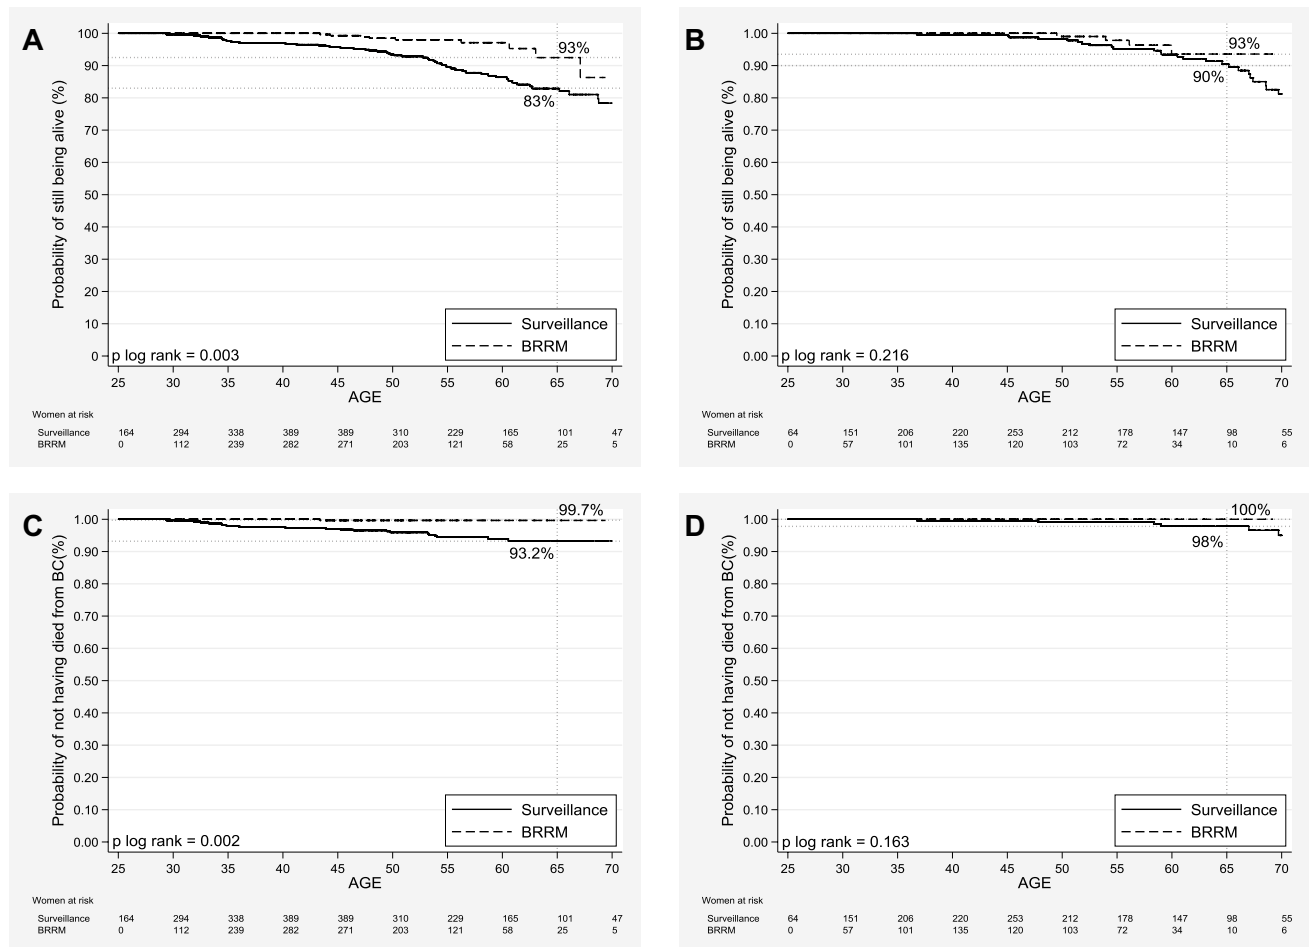 A
Probability of still being alive (%)
100
90
80
70
60
50
40
30
20
10
0
93%
83%
Surveillance
BRRM
p log rank = 0.003
25 30 35 40 45 50 55 60 65 70
AGE
Women at risk
Surveillance 164 294 338 389 389 310 229 165 101 47
BRRM 0 112 239 282 271 203 121 58 25 5
B
Probability of still being alive (%)
1.00
0.90
0.80
0.70
0.60
0.50
0.40
0.30
0.20
0.10
0.00
93%
90%
Surveillance
BRRM
p log rank = 0.216
25 30 35 40 45 50 55 60 65 70
AGE
Women at risk
Surveillance 64 151 206 220 253 212 178 147 98 55
BRRM 0 57 101 135 120 103 72 34 10 6
C
Probability of not having died from BC(%)
1.00
0.90
0.80
0.70
0.60
0.50
0.40
0.30
0.20
0.10
0.00
99.7%
93.2%
Surveillance
BRRM
p log rank = 0.002
25 30 35 40 45 50 55 60 65 70
AGE
Women at risk
Surveillance 164 294 338 389 389 310 229 165 101 47
BRRM 0 112 239 282 271 203 121 58 25 5
D
Probability of not having died from BC(%)
1.00
0.90
0.80
0.70
0.60
0.50
0.40
0.30
0.20
0.10
0.00
100%
98%
Surveillance
BRRM
p log rank = 0.163
25 30 35 40 45 50 55 60 65 70
AGE
Women at risk
Surveillance 64 151 206 220 253 212 178 147 98 55
BRRM 0 57 101 135 120 103 72 34 10 6